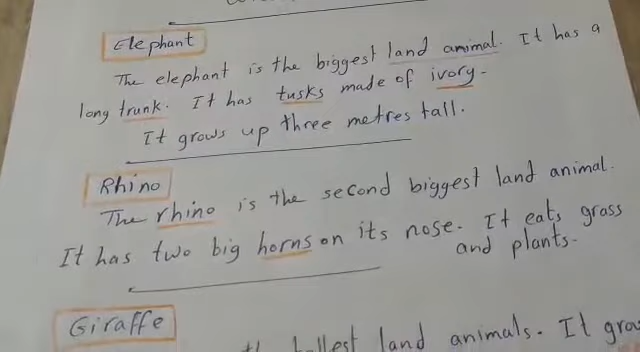 Elephant
The elephant is the biggest land animal. It has a
long trunk. It has tusks made of ivory.
It grows up three metres tall.
Rhino
The rhino is the second biggest land animal.
It has two big horns on its nose. It eats grass
and plants.
Giraffe
tallest land animals. It